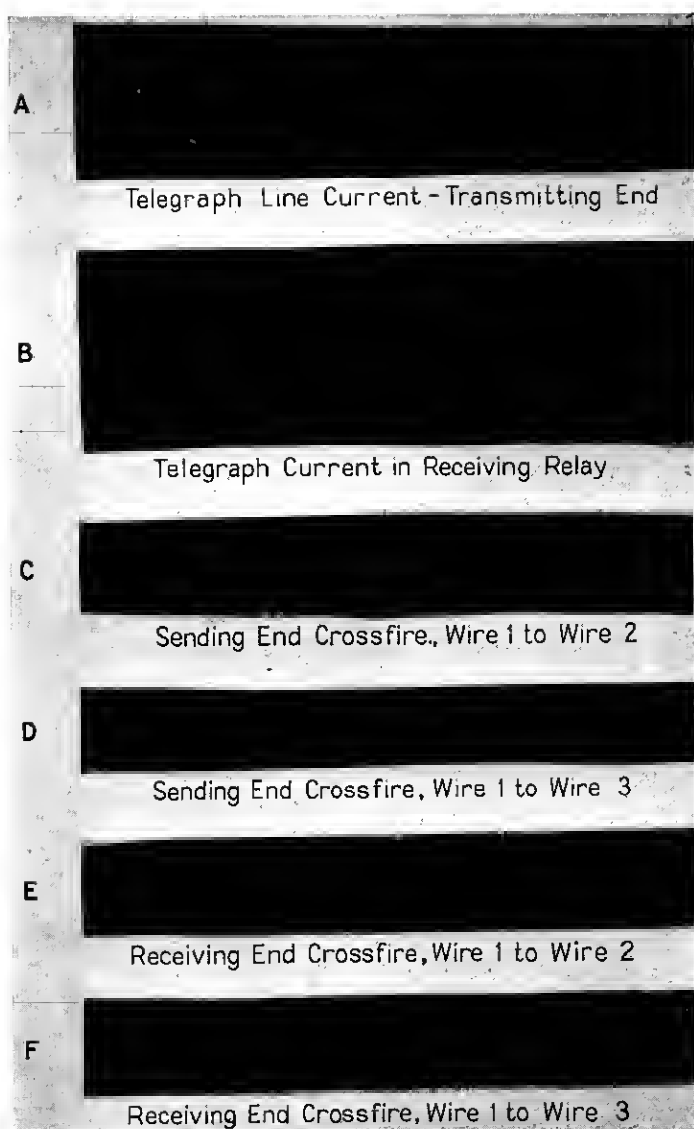 A
Telegraph Line Current - Transmitting End
B
Telegraph Current in Receiving Relay
C
Sending End Crossfire., Wire 1 to Wire 2
D
Sending End Crossfire, Wire 1 to Wire 3
E
Receiving End Crossfire, Wire 1 to Wire 2
F
Receiving End Crossfire, Wire 1 to Wire 3